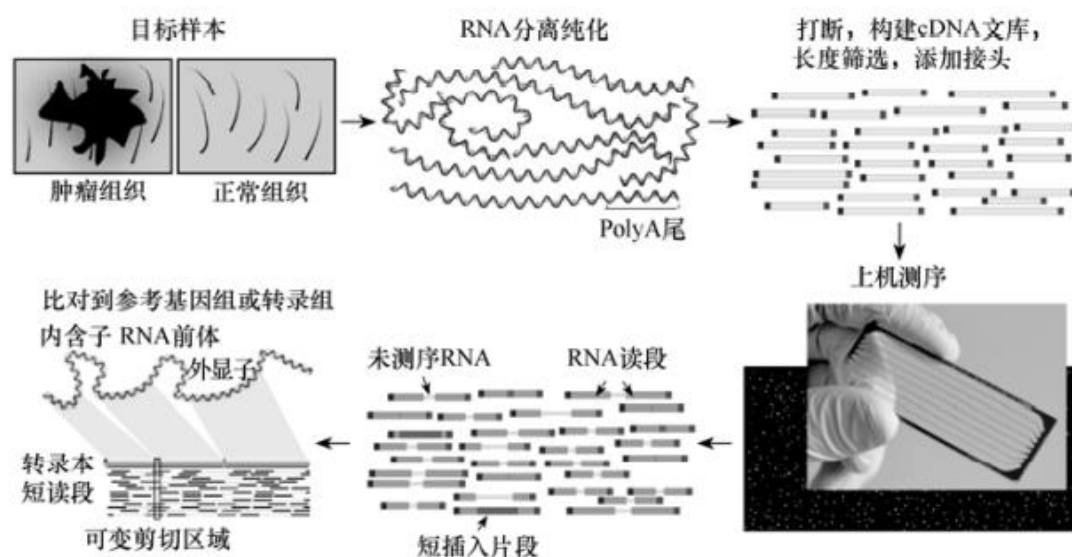 目标样本
RNA分离纯化
打断，构建cDNA文库，
长度筛选，添加接头
肿瘤组织
正常组织
PolyA尾
上机测序
比对到参考基因组或转录组
内含子 RNA前体
外显子
未测序RNA
RNA读段
转录本
短读段
可变剪切区域
短插入片段